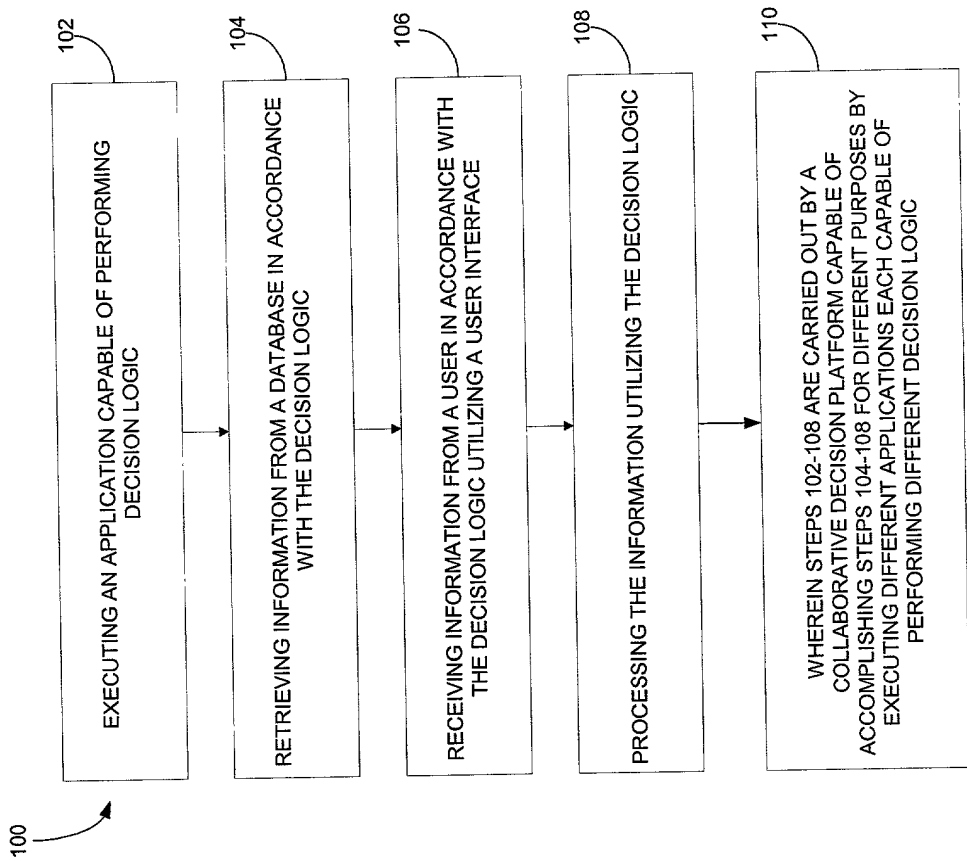 100
102
EXECUTING AN APPLICATION CAPABLE OF PERFORMING
DECISION LOGIC
104
RETRIEVING INFORMATION FROM A DATABASE IN ACCORDANCE
WITH THE DECISION LOGIC
106
RECEIVING INFORMATION FROM A USER IN ACCORDANCE WITH
THE DECISION LOGIC UTILIZING A USER INTERFACE
108
PROCESSING THE INFORMATION UTILIZING THE DECISION LOGIC
110
WHEREIN STEPS 102-108 ARE CARRIED OUT BY A
COLLABORATIVE DECISION PLATFORM CAPABLE OF
ACCOMPLISHING STEPS 104-108 FOR DIFFERENT PURPOSES BY
EXECUTING DIFFERENT APPLICATIONS EACH CAPABLE OF
PERFORMING DIFFERENT DECISION LOGIC